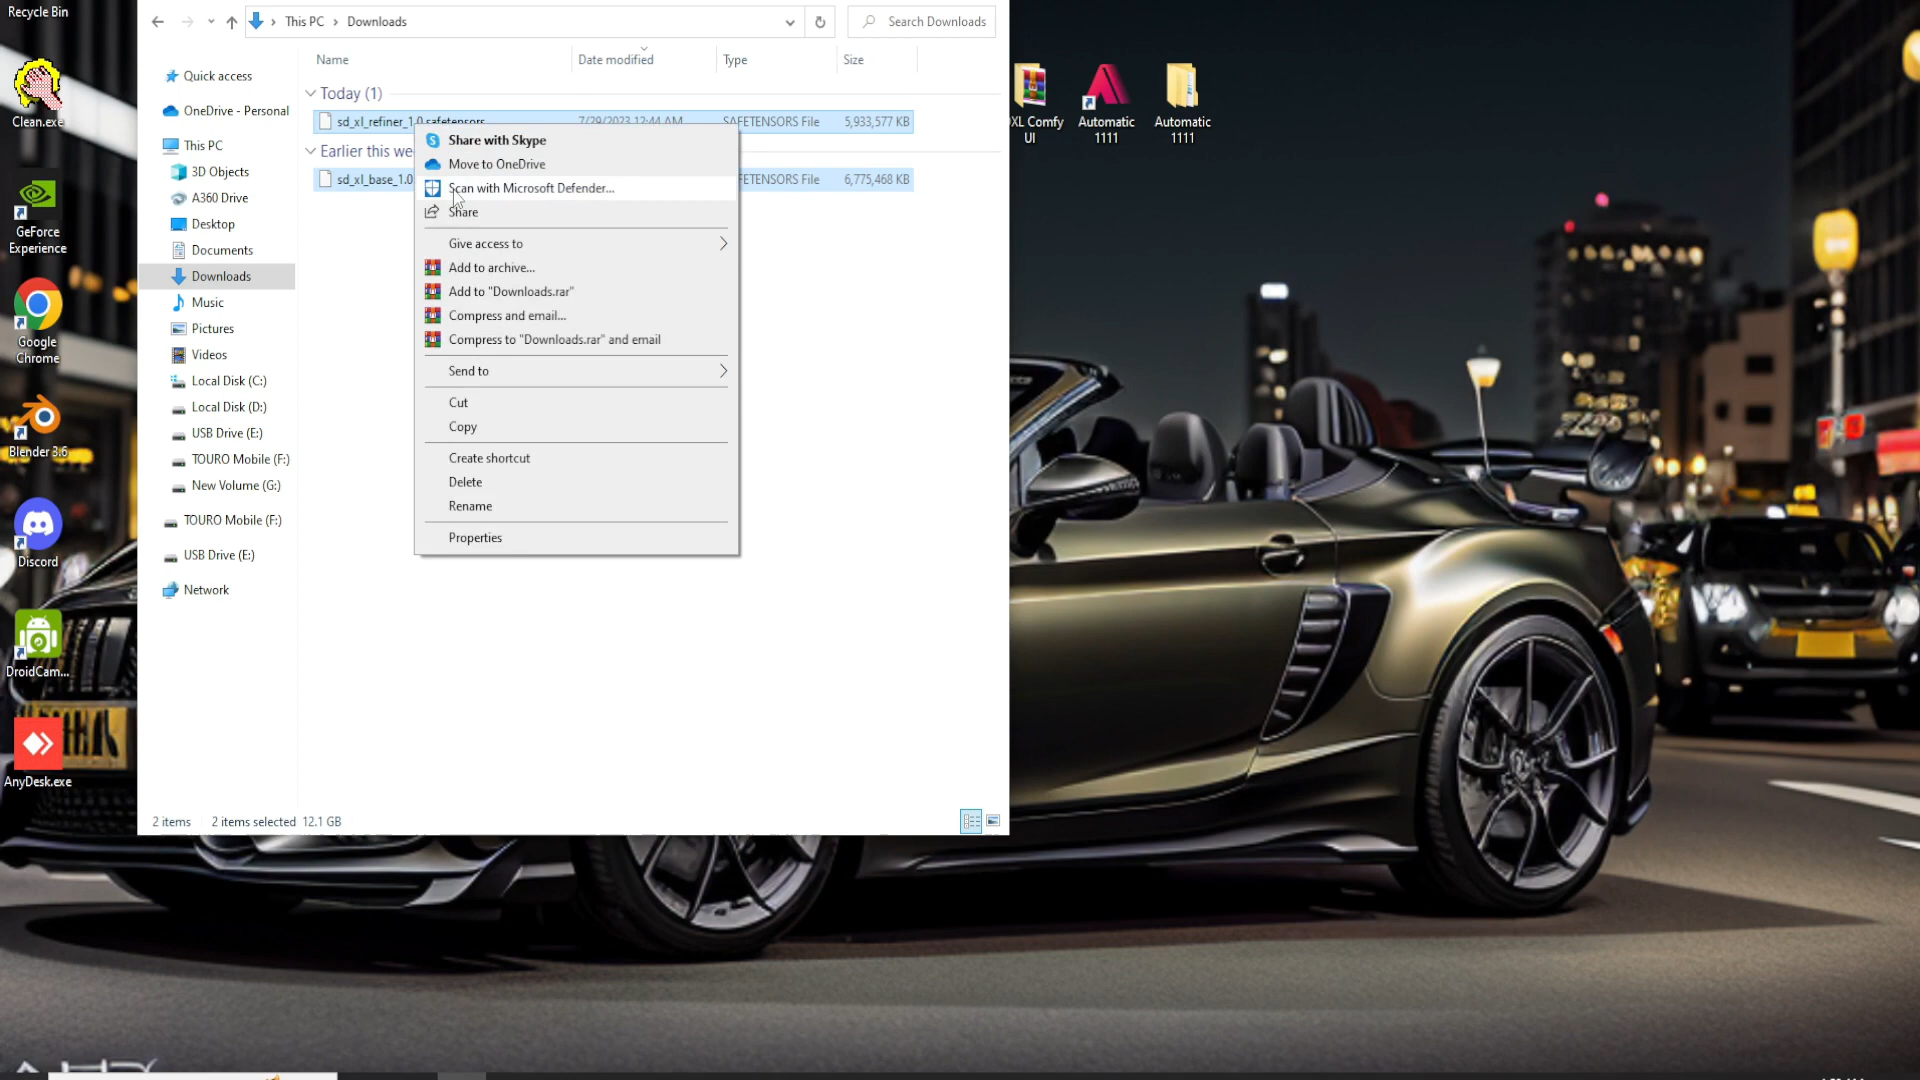 Recycle Bin
Clean.exe
GeForce
Experience
Google
Chrome
Blender 3.6
Discord
DroidCam...
AnyDesk.exe
This PC > Downloads
Search Downloads
Quick access
OneDrive - Personal
This PC
3D Objects
A360 Drive
Desktop
Documents
Downloads
Music
Pictures
Videos
Local Disk (C:)
Local Disk (D:)
USB Drive (E:)
TOURO Mobile (F:)
New Volume (G:)
TOURO Mobile (F:)
USB Drive (E:)
Network
Name Date modified Type Size
Today (1)
sd_xl_refiner_1.0.safetensors 7/29/2023 12:44 AM SAFETENSORS File 5,933,577 KB
Earlier this we
sd_xl_base_1.0 FETENSORS File 6,775,468 KB
Share with Skype
Move to OneDrive
Scan with Microsoft Defender...
Share
Give access to
Add to archive...
Add to "Downloads.rar"
Compress and email...
Compress to "Downloads.rar" and email
Send to
Cut
Copy
Create shortcut
Delete
Rename
Properties
2 items 2 items selected 12.1 GB
XL Comfy
UI
Automatic
1111
Automatic
1111